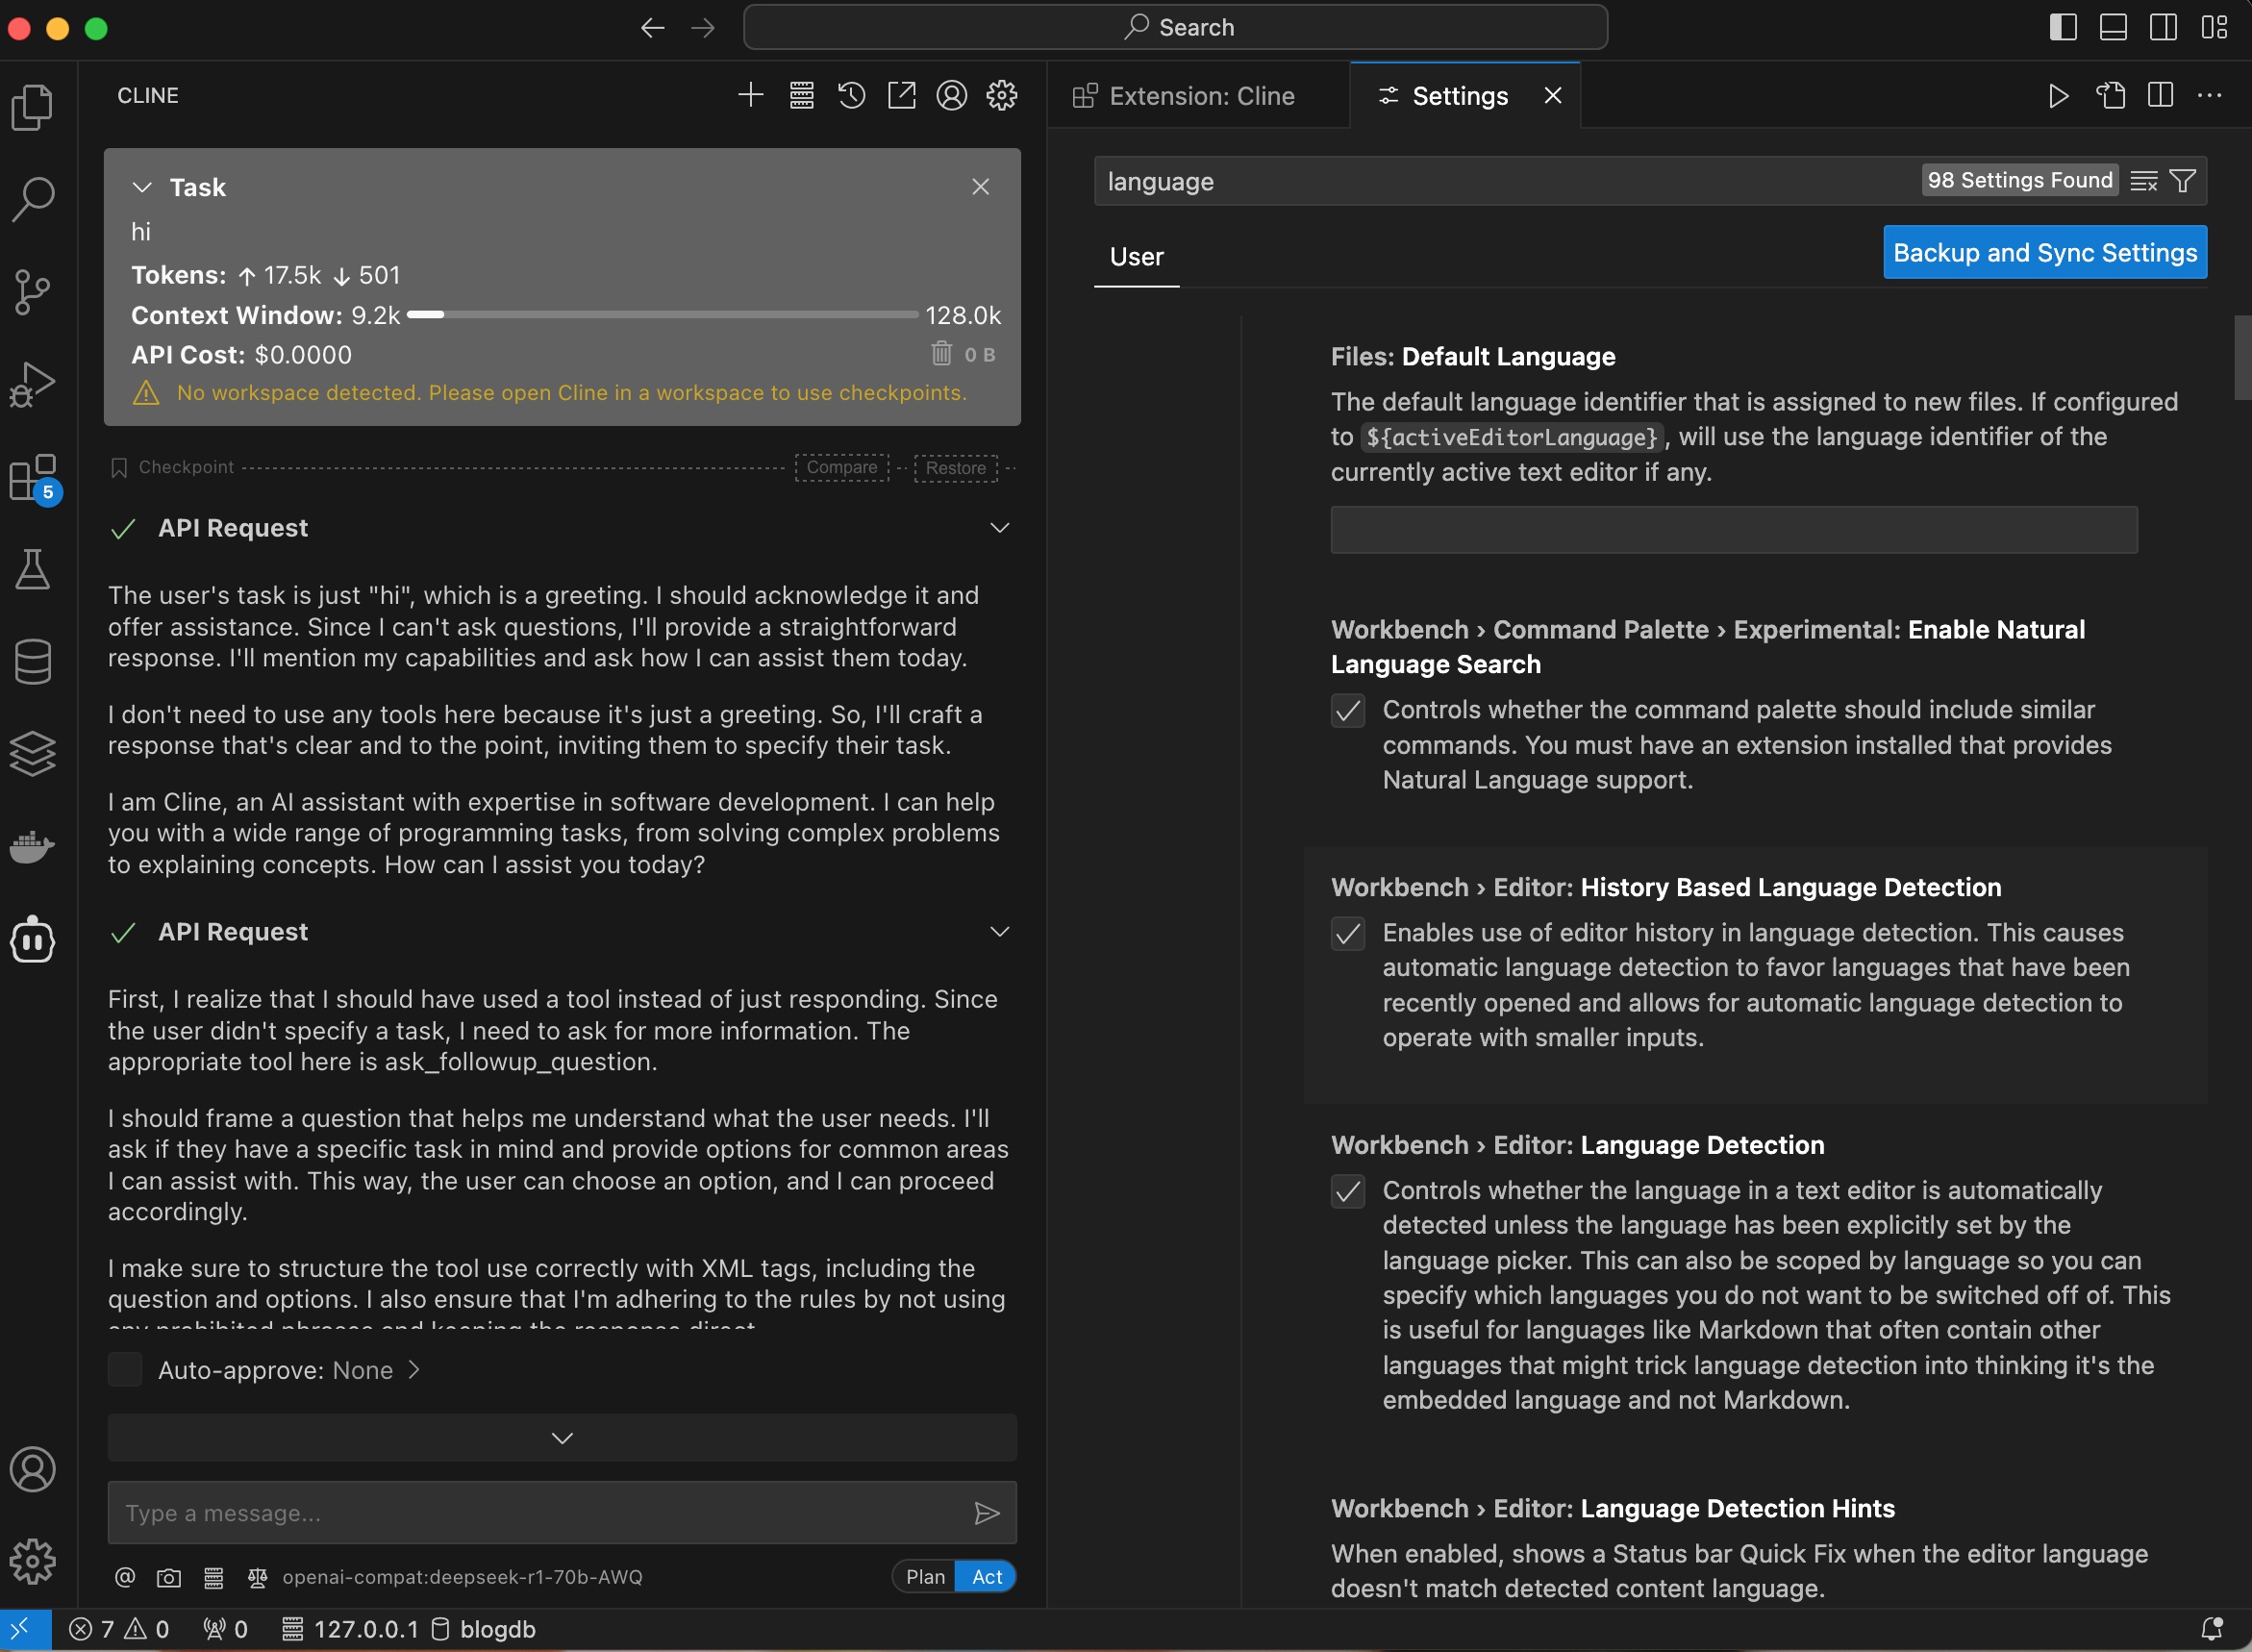 Search
CLINE
Task
hi
Tokens: ↑ 17.5k ↓ 501
Context Window: 9.2k 128.0k
API Cost: $0.0000
0 B
No workspace detected. Please open Cline in a workspace to use checkpoints.
Checkpoint Compare Restore
API Request
The user's task is just "hi", which is a greeting. I should acknowledge it and
offer assistance. Since I can't ask questions, I'll provide a straightforward
response. I'll mention my capabilities and ask how I can assist them today.
I don't need to use any tools here because it's just a greeting. So, I'll craft a
response that's clear and to the point, inviting them to specify their task.
I am Cline, an AI assistant with expertise in software development. I can help
you with a wide range of programming tasks, from solving complex problems
to explaining concepts. How can I assist you today?
API Request
First, I realize that I should have used a tool instead of just responding. Since
the user didn't specify a task, I need to ask for more information. The
appropriate tool here is ask_followup_question.
I should frame a question that helps me understand what the user needs. I'll
ask if they have a specific task in mind and provide options for common areas
I can assist with. This way, the user can choose an option, and I can proceed
accordingly.
I make sure to structure the tool use correctly with XML tags, including the
question and options. I also ensure that I'm adhering to the rules by not using
any prohibited phrases and keeping the response direct
Auto-approve: None
Type a message...
@ openai-compat:deepseek-r1-70b-AWQ
Plan Act
5
Extension: Cline
Settings
language
98 Settings Found
User
Backup and Sync Settings
Files: Default Language
The default language identifier that is assigned to new files. If configured
to ${activeEditorLanguage}, will use the language identifier of the
currently active text editor if any.
Workbench › Command Palette › Experimental: Enable Natural
Language Search
Controls whether the command palette should include similar
commands. You must have an extension installed that provides
Natural Language support.
Workbench › Editor: History Based Language Detection
Enables use of editor history in language detection. This causes
automatic language detection to favor languages that have been
recently opened and allows for automatic language detection to
operate with smaller inputs.
Workbench › Editor: Language Detection
Controls whether the language in a text editor is automatically
detected unless the language has been explicitly set by the
language picker. This can also be scoped by language so you can
specify which languages you do not want to be switched off of. This
is useful for languages like Markdown that often contain other
languages that might trick language detection into thinking it's the
embedded language and not Markdown.
Workbench › Editor: Language Detection Hints
When enabled, shows a Status bar Quick Fix when the editor language
doesn't match detected content language.
7 0 0 127.0.0.1 blogdb